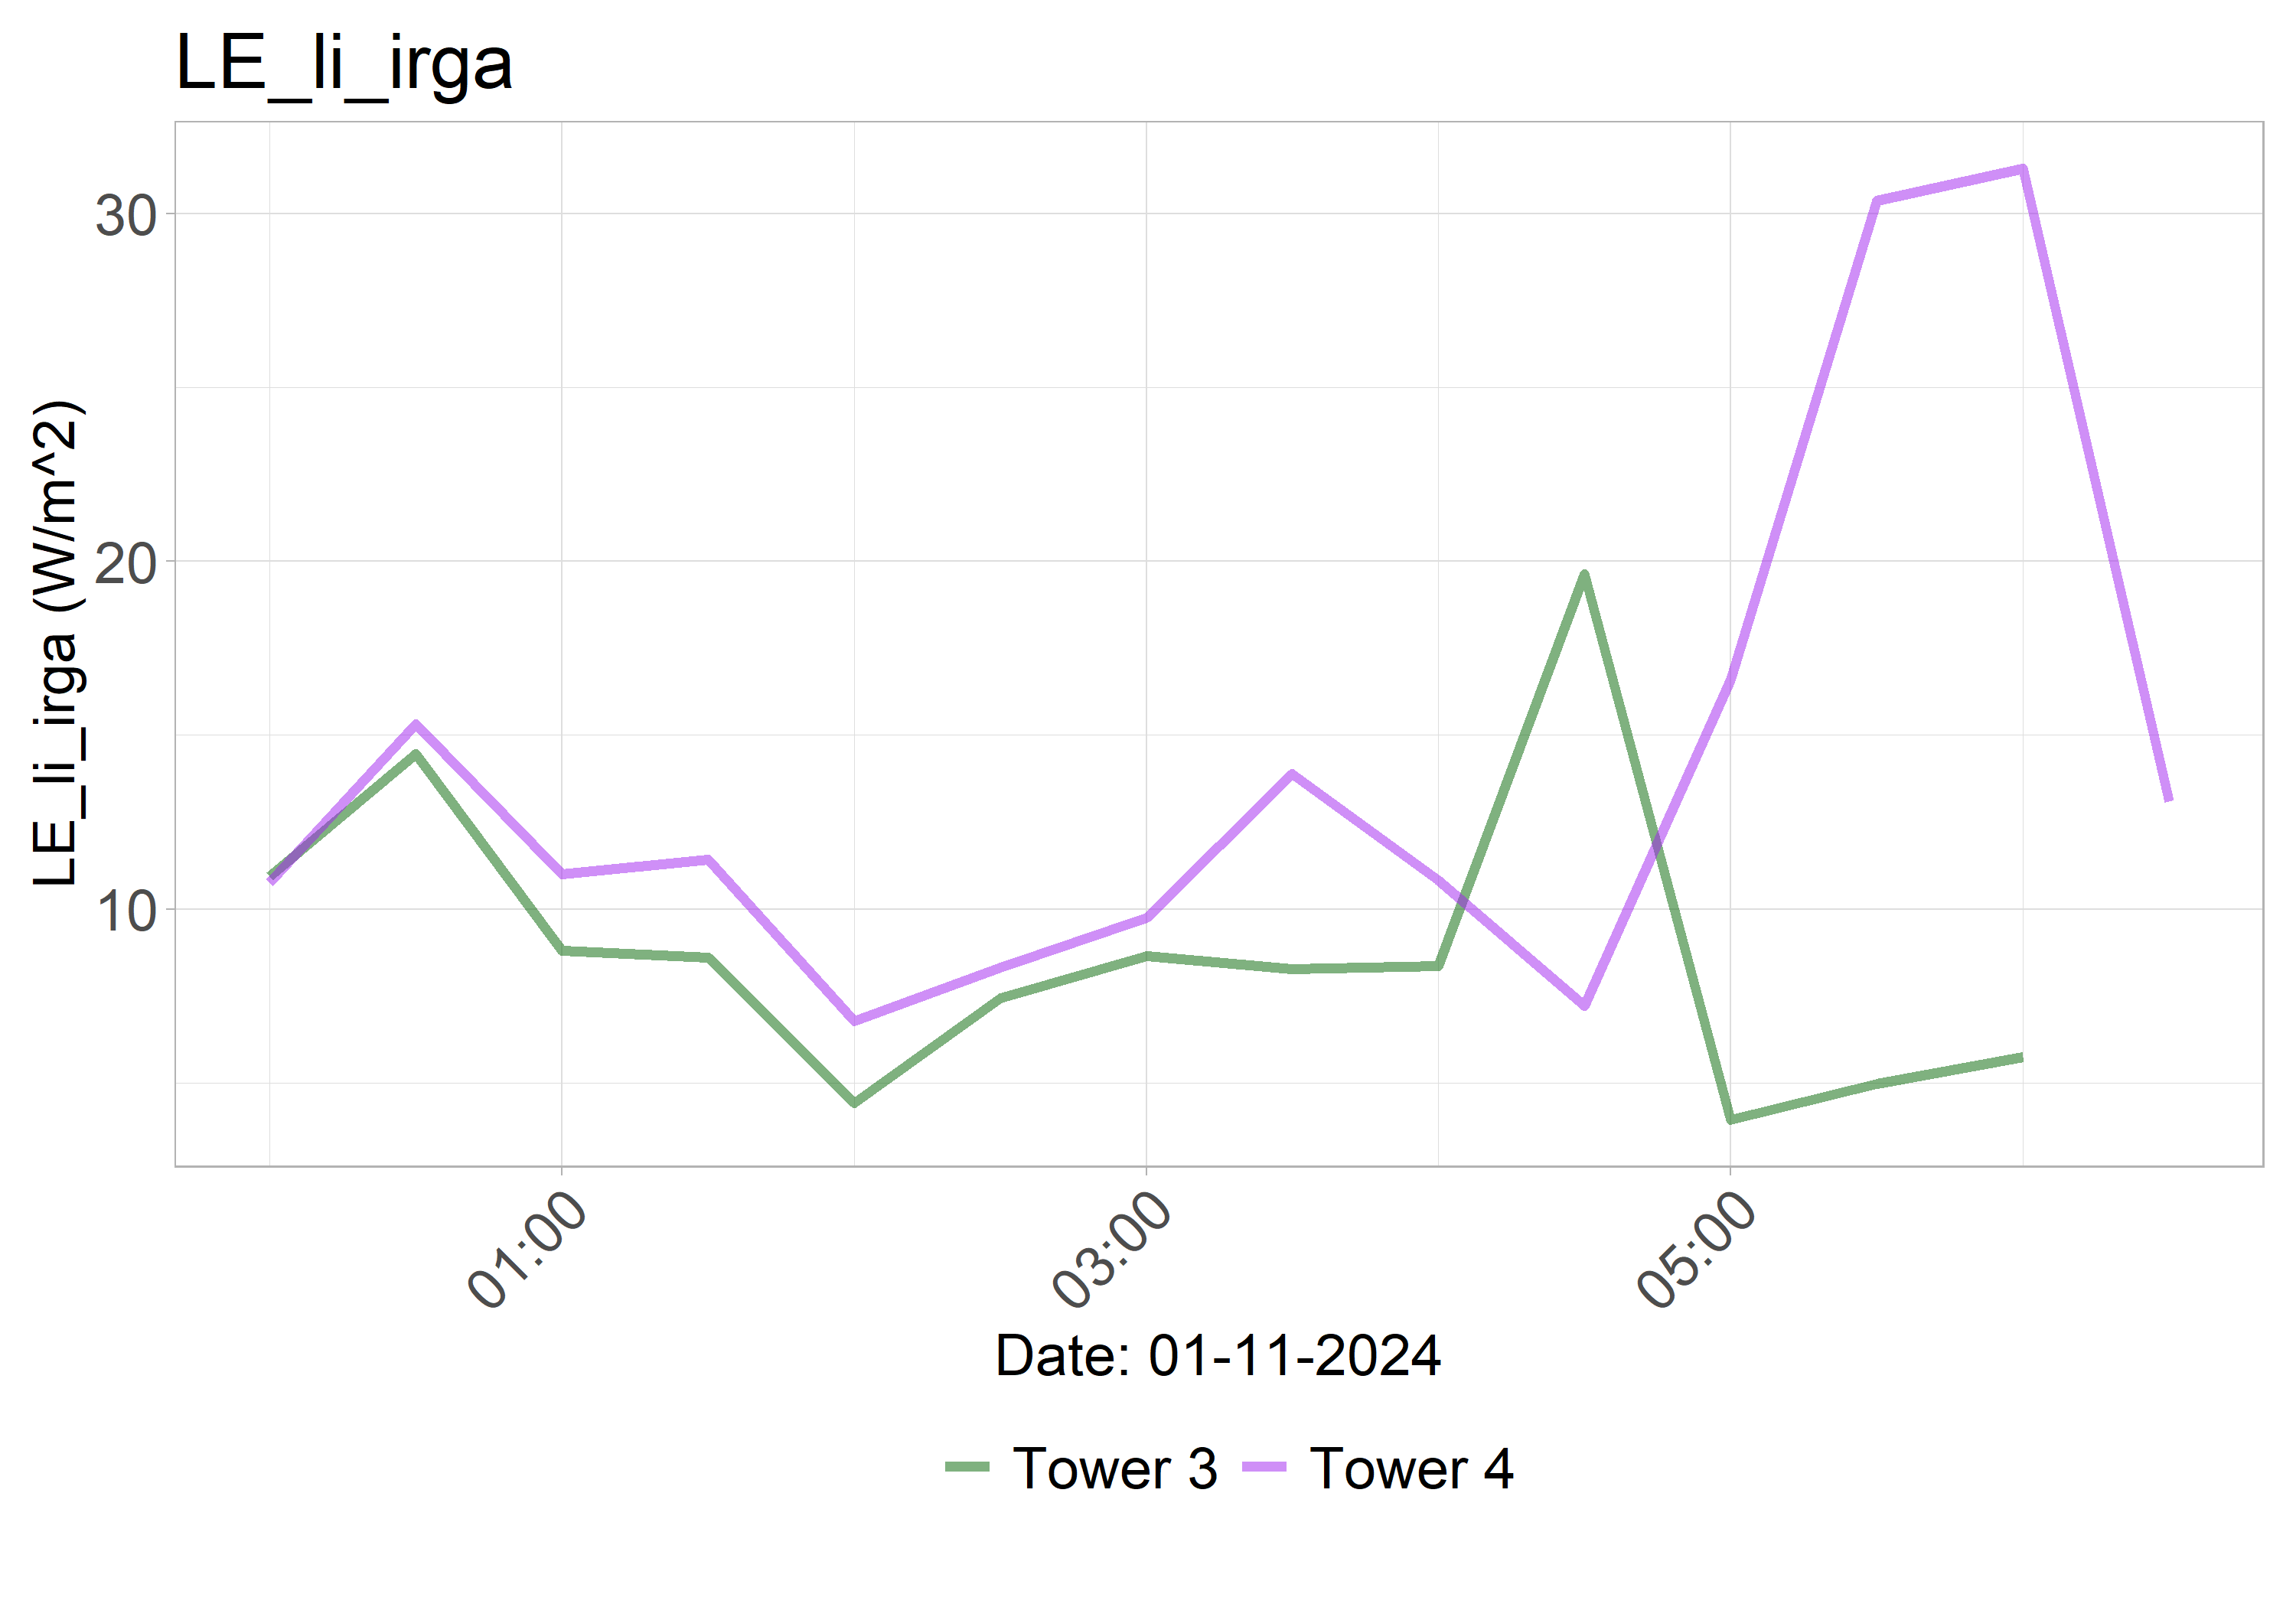 LE_li_irga
LE_li_irga (W/m^2)
30
20
10
01:00
03:00
05:00
Date: 01-11-2024
Tower 3
Tower 4